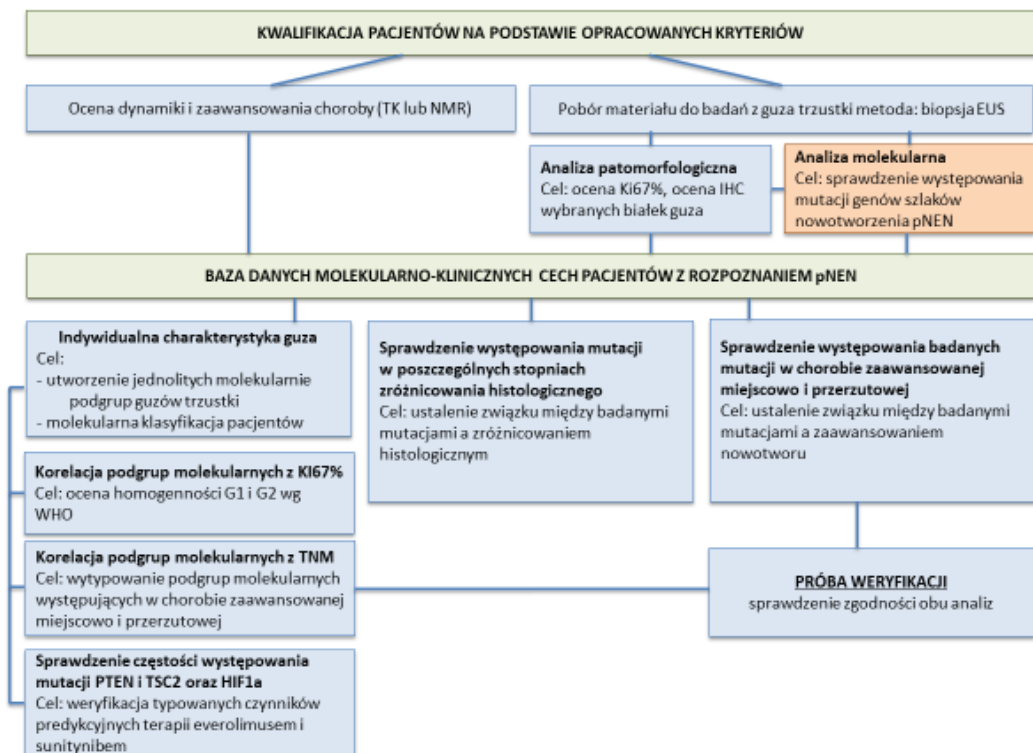 KWALIFIKACJA PACJENTÓW NA PODSTAWIE OPRACOWANYCH KRYTERIÓW
Ocena dynamiki i zaawansowania choroby (TK lub NMR)
Pobór materiału do badań z guza trzustki metoda: biopsja EUS
Analiza patomorfologiczna
Cel: ocena Ki67%, ocena IHC
wybranych białek guza
Analiza molekularna
Cel: sprawdzenie występowania
mutacji genów szlaków
nowotworzenia pNEN
BAZA DANYCH MOLEKULARNO-KLINICZNYCH CECH PACJENTÓW Z ROZPOZNANIEM pNEN
Indywidualna charakterystyka guza
Cel:
- utworzenie jednolitych molekularnie
podgrup guzów trzustki
- molekularna klasyfikacja pacjentów
Korelacja podgrup molekularnych z KI67%
Cel: ocena homogenności G1 i G2 wg
WHO
Korelacja podgrup molekularnych z TNM
Cel: wytypowanie podgrup molekularnych
występujących w chorobie zaawansowanej
miejscowo i przerzutowej
Sprawdzenie częstości występowania
mutacji PTEN i TSC2 oraz HIF1a
Cel: weryfikacja typowanych czynników
predykcyjnych terapii everolimusem i
sunitynibem
Sprawdzenie występowania mutacji
w poszczególnych stopniach
zróżnicowania histologicznego
Cel: ustalenie związku między badanymi
mutacjami a zróżnicowaniem
histologicznym
Sprawdzenie występowania badanych
mutacji w chorobie zaawansowanej
miejscowo i przerzutowej
Cel: ustalenie związku między badanymi
mutacjami a zaawansowaniem
nowotworu
PRÓBA WERYFIKACJI
sprawdzenie zgodności obu analiz